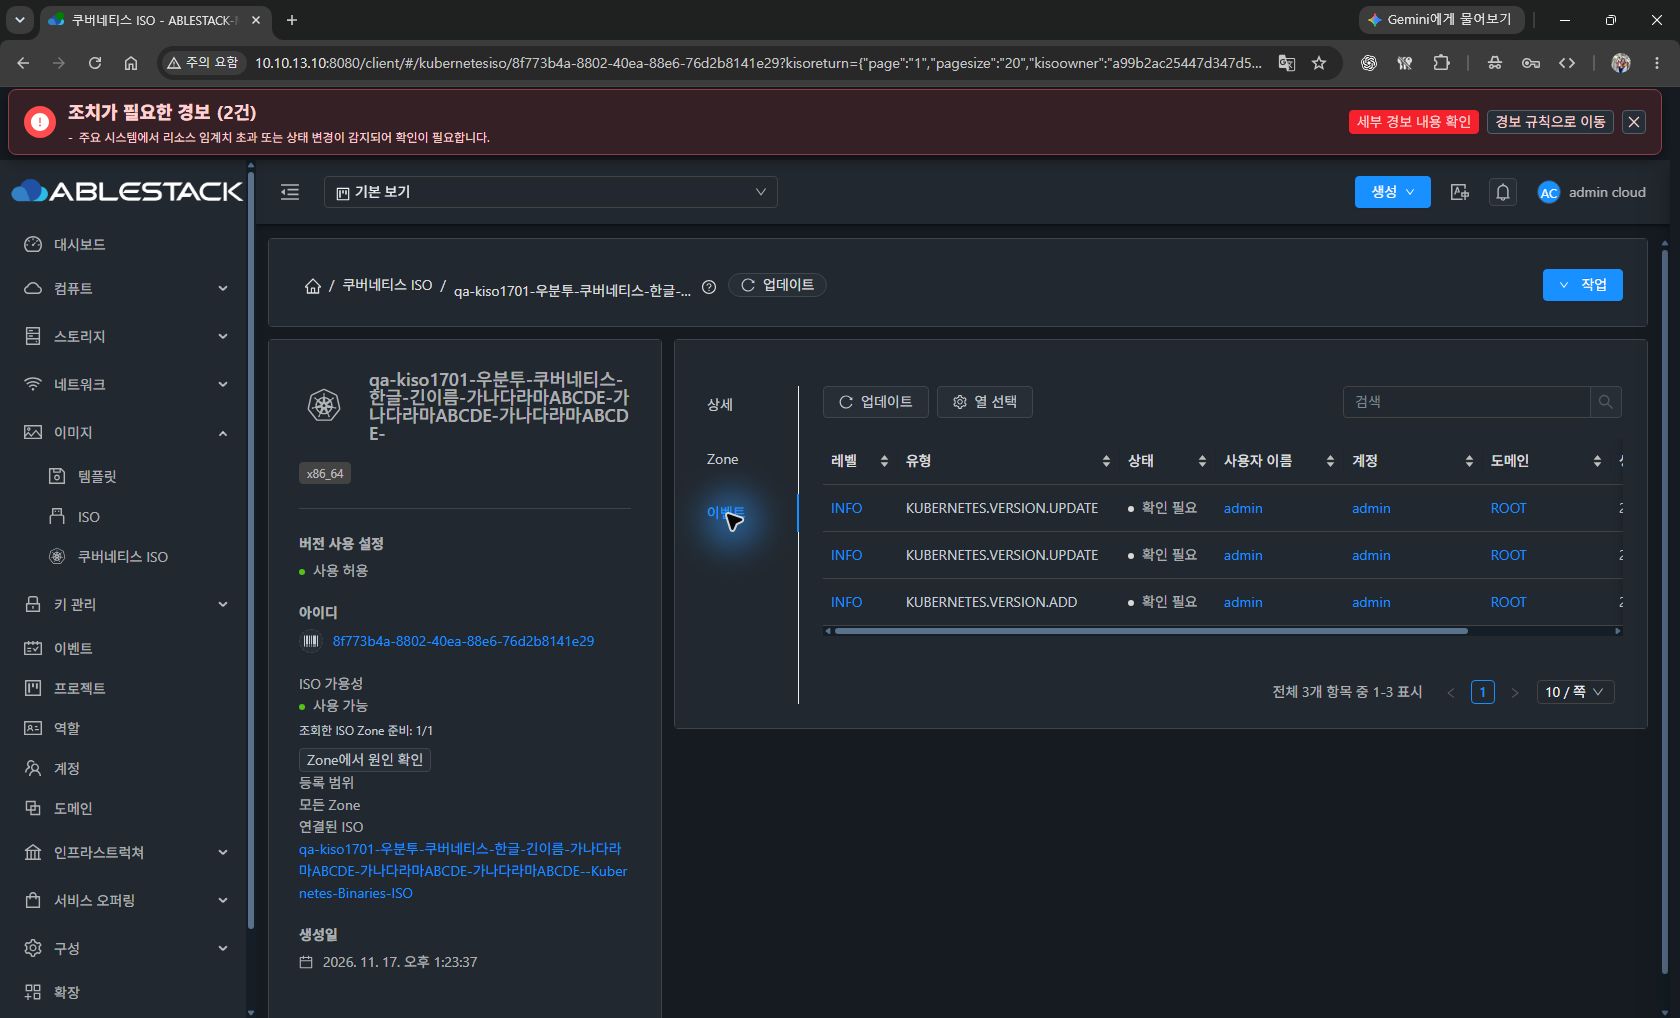 쿠버네티스 ISO - ABLESTACK-
Gemini에게 물어보기
주의 요함
10.10.13.10:8080/client/#/kubernetesiso/8f773b4a-8802-40ea-88e6-76d2b8141e29?kisoreturn={"page":"1","pagesize":"20","kisoowner":"a99b2ac25447d347d5...
조치가 필요한 경보 (2건)
- 주요 시스템에서 리소스 임계치 초과 또는 상태 변경이 감지되어 확인이 필요합니다.
세부 경보 내용 확인
경보 규칙으로 이동
ABLESTACK
기본 보기
생성
AC
admin cloud
대시보드
컴퓨트
스토리지
네트워크
이미지
템플릿
ISO
쿠버네티스 ISO
키 관리
이벤트
프로젝트
역할
계정
도메인
인프라스트럭쳐
서비스 오퍼링
구성
확장
/ 쿠버네티스 ISO / qa-kiso1701-우분투-쿠버네티스-한글-...
업데이트
작업
qa-kiso1701-우분투-쿠버네티스-
한글-긴이름-가나다라마ABCDE-가
나다라마ABCDE-가나다라마ABCD
E-
x86_64
버전 사용 설정
사용 허용
아이디
8f773b4a-8802-40ea-88e6-76d2b8141e29
ISO 가용성
사용 가능
조회한 ISO Zone 준비: 1/1
Zone에서 원인 확인
등록 범위
모든 Zone
연결된 ISO
qa-kiso1701-우분투-쿠버네티스-한글-긴이름-가나다라
마ABCDE-가나다라마ABCDE-가나다라마ABCDE--Kuber
netes-Binaries-ISO
생성일
2026. 11. 17. 오후 1:23:37
상세
Zone
이벤트
업데이트
열 선택
검색
레벨 유형 상태 사용자 이름 계정 도메인
INFO KUBERNETES.VERSION.UPDATE 확인 필요 admin admin ROOT
INFO KUBERNETES.VERSION.UPDATE 확인 필요 admin admin ROOT
INFO KUBERNETES.VERSION.ADD 확인 필요 admin admin ROOT
전체 3개 항목 중 1-3 표시
1
10 / 쪽